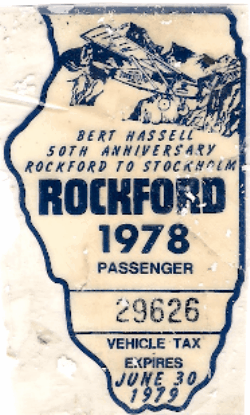 BERT HASSELL
50TH ANNIVERSARY
ROCKFORD TO STOCKHOLM
ROCKFORD
1978
PASSENGER
29626
VEHICLE TAX
EXPIRES
JUNE 30
1979